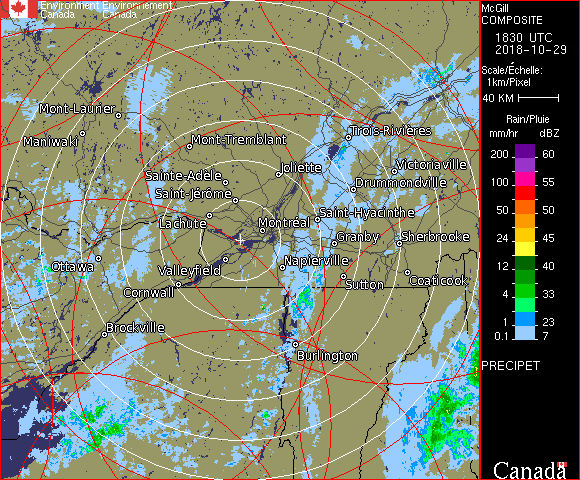 Environment Environnement
Canada Canada
Mont-Laurier
Maniwaki
Mont-Tremblant
Trois-Rivières
Joliette
Victoriaville
Sainte-Adèle
Drummondville
Saint-Jérôme
Saint-Hyacinthe
Lachute
Montréal
Granby
Sherbrooke
Ottawa
Valleyfield
Napierville
Sutton
Coaticook
Cornwall
Brockville
Burlington
McGill
COMPOSITE
1830 UTC
2018-10-29
Scale/Échelle:
1km/Pixel
40 KM
Rain/Pluie
mm/hr dBZ
200 60
100 55
50 50
24 45
12 40
4 33
1 23
0.1 7
PRECIPET
Canada